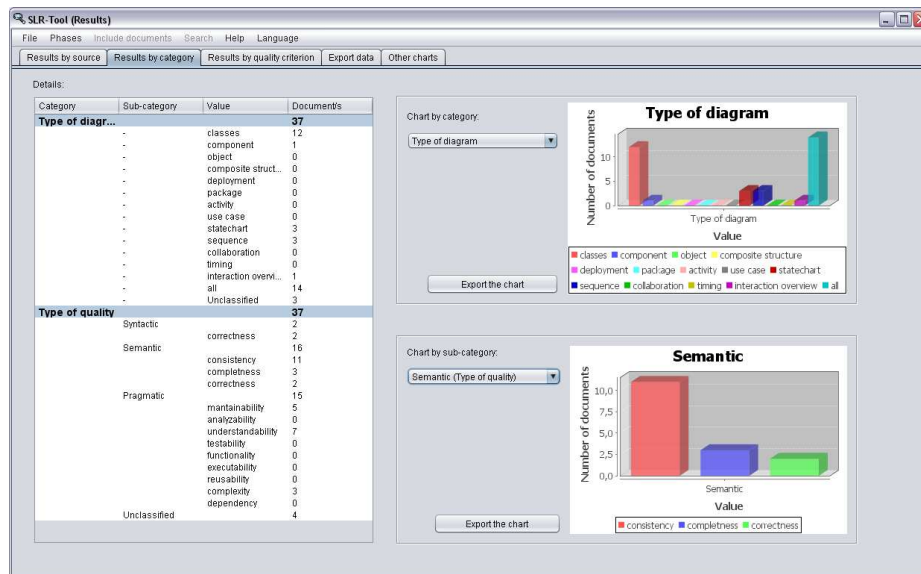 SLR-Tool (Results)
File Phases Include documents Search Help Language
Results by source Results by category Results by quality criterion Export data Other charts
Details:
Category Sub-category Value Document/s
Type of diagr... 37
- classes 12
- component 1
- object 0
- composite struct... 0
- deployment 0
- package 0
- activity 0
- use case 0
- statechart 3
- sequence 3
- collaboration 0
- timing 0
- interaction overvi... 1
- all 14
- Unclassified 3
Type of quality 37
Syntactic 2
correctness 2
Semantic 16
consistency 11
completness 3
correctness 2
Pragmatic 15
mantainability 5
analyzability 0
understandability 7
testability 0
functionality 0
executability 0
reusability 0
complexity 3
dependency 0
Unclassified 4
Chart by category:
Type of diagram
Export the chart
Type of diagram
Number of documents
10
5
0
Type of diagram
Value
classes component object composite structure
deployment package activity use case statechart
sequence collaboration timing interaction overview all
Chart by sub-category:
Semantic (Type of quality)
Export the chart
Semantic
Number of documents
10,0
7,5
5,0
2,5
0,0
Semantic
Value
consistency completness correctness